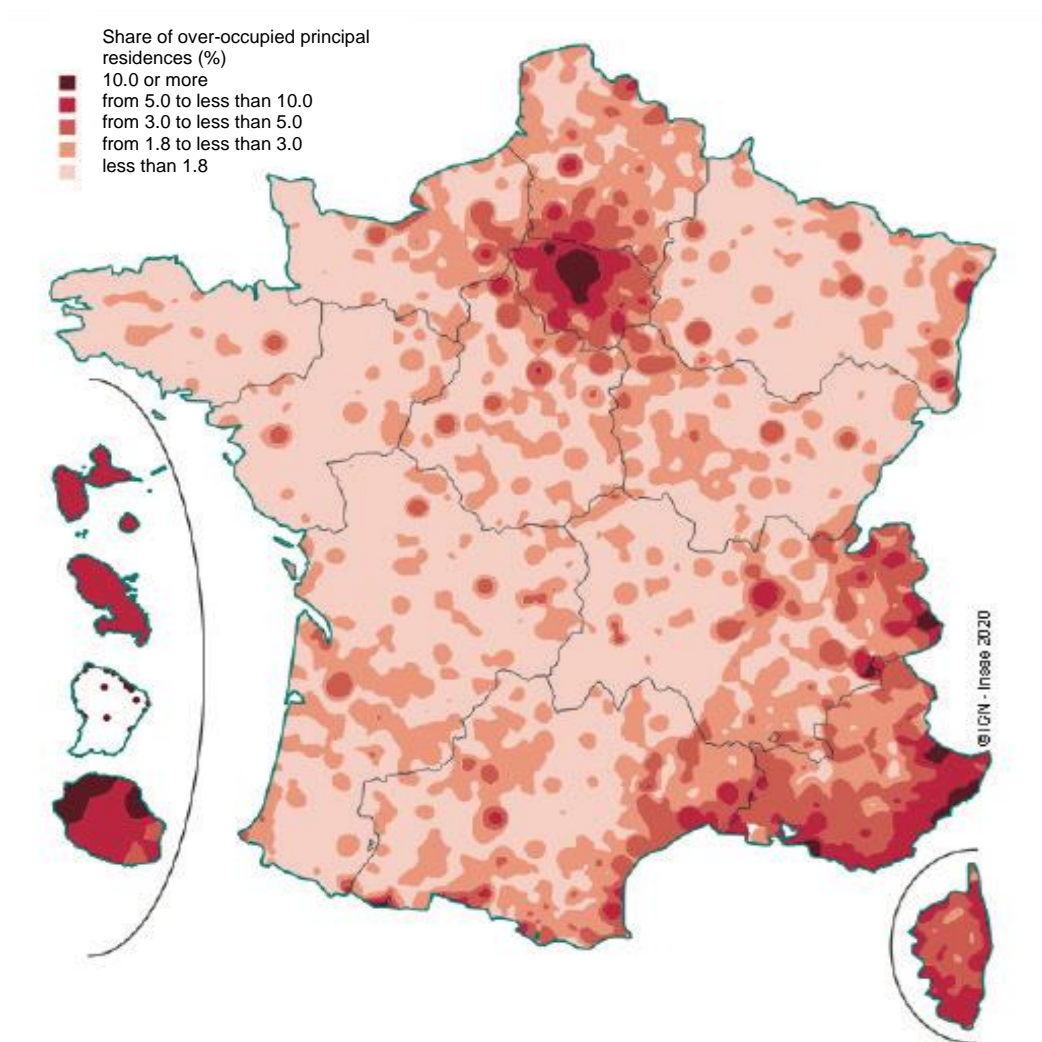 Share of over-occupied principal
residences (%)
10.0 or more
from 5.0 to less than 10.0
from 3.0 to less than 5.0
from 1.8 to less than 3.0
less than 1.8
©IGN - Insee 2020